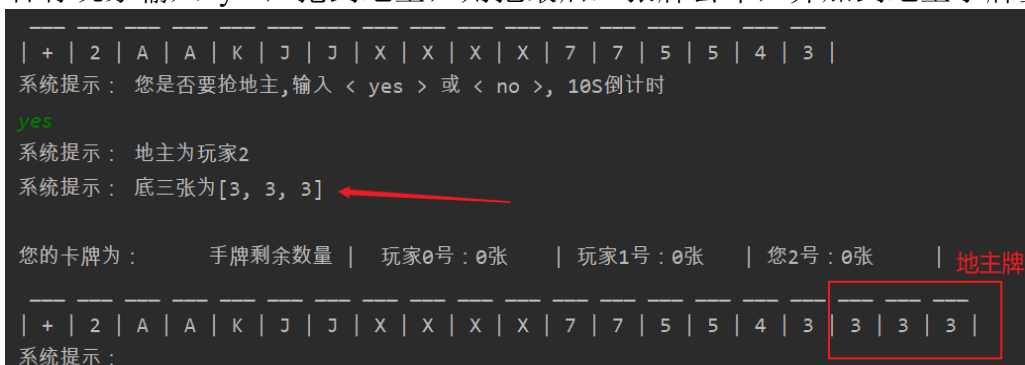 | + | 2 | A | A | K | J | J | X | X | X | X | 7 | 7 | 5 | 5 | 4 | 3 |
系统提示： 您是否要抢地主,输入 < yes > 或 < no >, 10S倒计时
yes
系统提示： 地主为玩家2
系统提示： 底三张为[3, 3, 3]
您的卡牌为： 手牌剩余数量 | 玩家0号：0张 | 玩家1号：0张 | 您2号：0张 | 地主牌
| + | 2 | A | A | K | J | J | X | X | X | X | 7 | 7 | 5 | 5 | 4 | 3 | 3 | 3 | 3 |
系统提示：